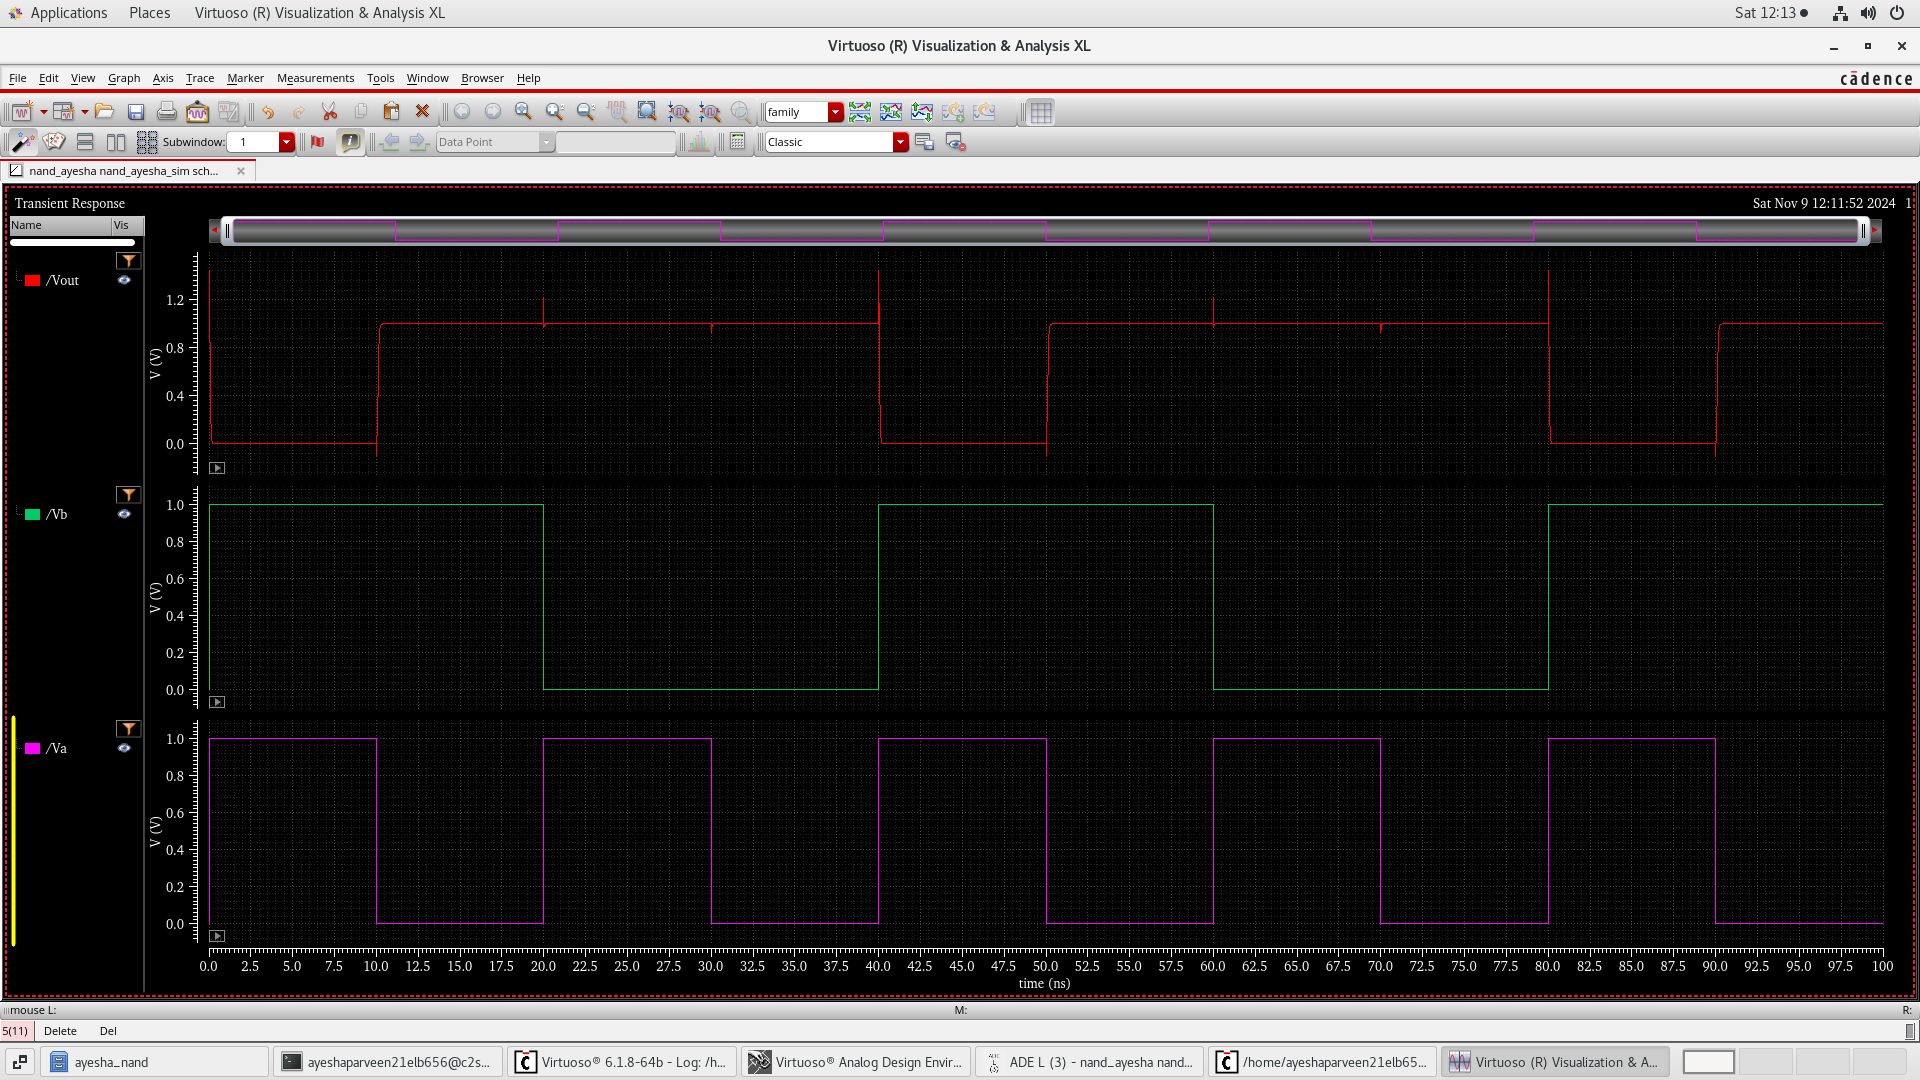 Applications Places Virtuoso (R) Visualization & Analysis XL Sat 12:13
Virtuoso (R) Visualization & Analysis XL
File Edit View Graph Axis Trace Marker Measurements Tools Window Browser Help cādence
family
Subwindow: 1 Data Point Classic
nand_ayesha nand_ayesha_sim sch...
Transient Response Sat Nov 9 12:11:52 2024 1
Name Vis
/Vout
1.2
0.8
0.4
0.0
V (V)
/Vb
1.0
0.8
0.6
0.4
0.2
0.0
V (V)
/Va
1.0
0.8
0.6
0.4
0.2
0.0
V (V)
0.0 2.5 5.0 7.5 10.0 12.5 15.0 17.5 20.0 22.5 25.0 27.5 30.0 32.5 35.0 37.5 40.0 42.5 45.0 47.5 50.0 52.5 55.0 57.5 60.0 62.5 65.0 67.5 70.0 72.5 75.0 77.5 80.0 82.5 85.0 87.5 90.0 92.5 95.0 97.5 100
time (ns)
mouse L: M: R:
5(11) Delete Del
ayesha_nand ayeshaparveen21elb656@c2s... Virtuoso® 6.1.8-64b - Log: /h... Virtuoso® Analog Design Envir... ADE L (3) - nand_ayesha nand... /home/ayeshaparveen21elb65... Virtuoso (R) Visualization & A...